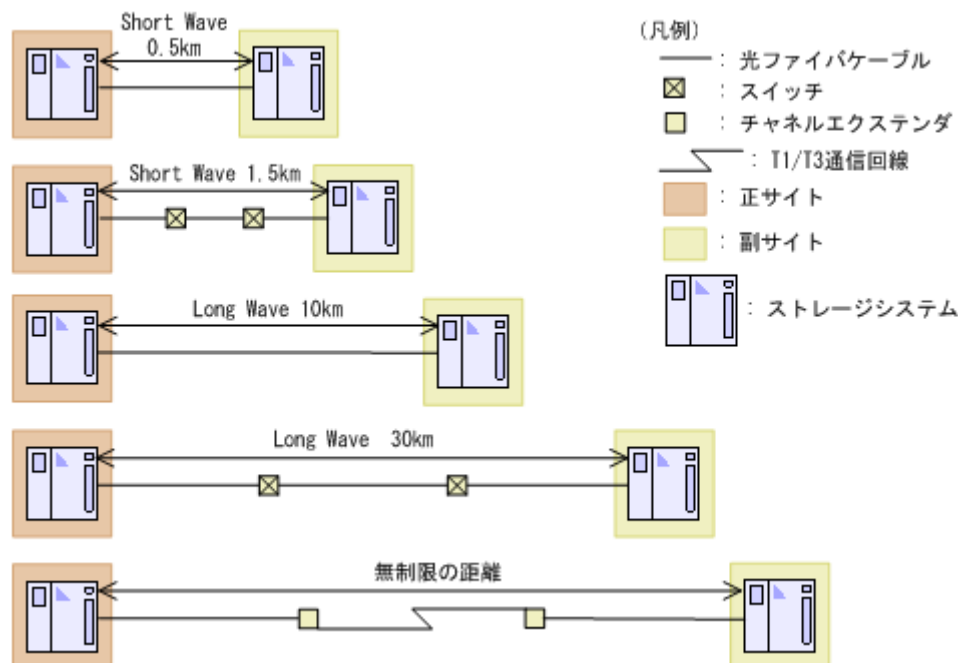 Short Wave
0.5km
Short Wave 1.5km
Long Wave 10km
Long Wave 30km
無制限の距離
(凡例)
: 光ファイバケーブル
: スイッチ
: チャネルエクステンダ
: T1/T3通信回線
: 正サイト
: 副サイト
: ストレージシステム